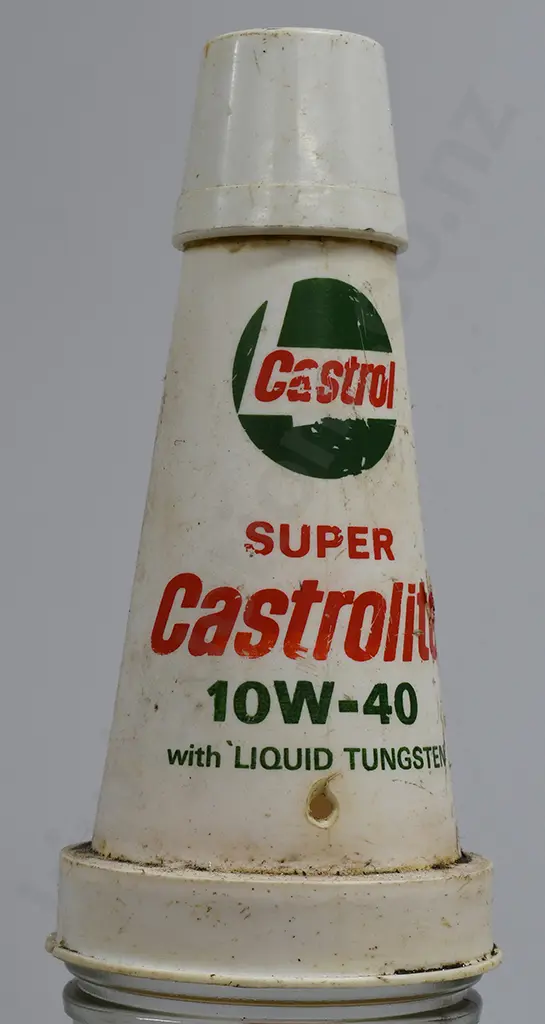 Castrol
SUPER
Castrolite
10W-40
with 'LIQUID TUNGSTEN